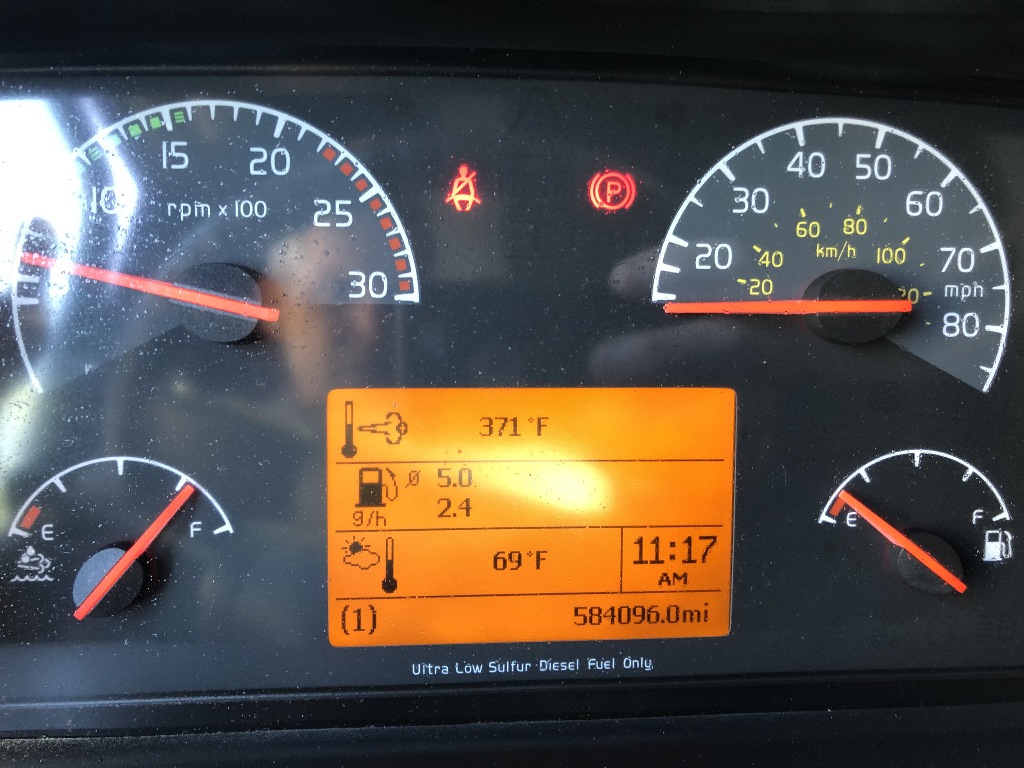 10
15
20
25
30
rpm x 100
P
20
30
40
50
60
70
80
mph
20
40
60
80
100
km/h
E
F
371 °F
ø 5.0
2.4
g/h
69°F
11:17
AM
(1)
584096.0mi
E
F
Ultra Low Sulfur Diesel Fuel Only.